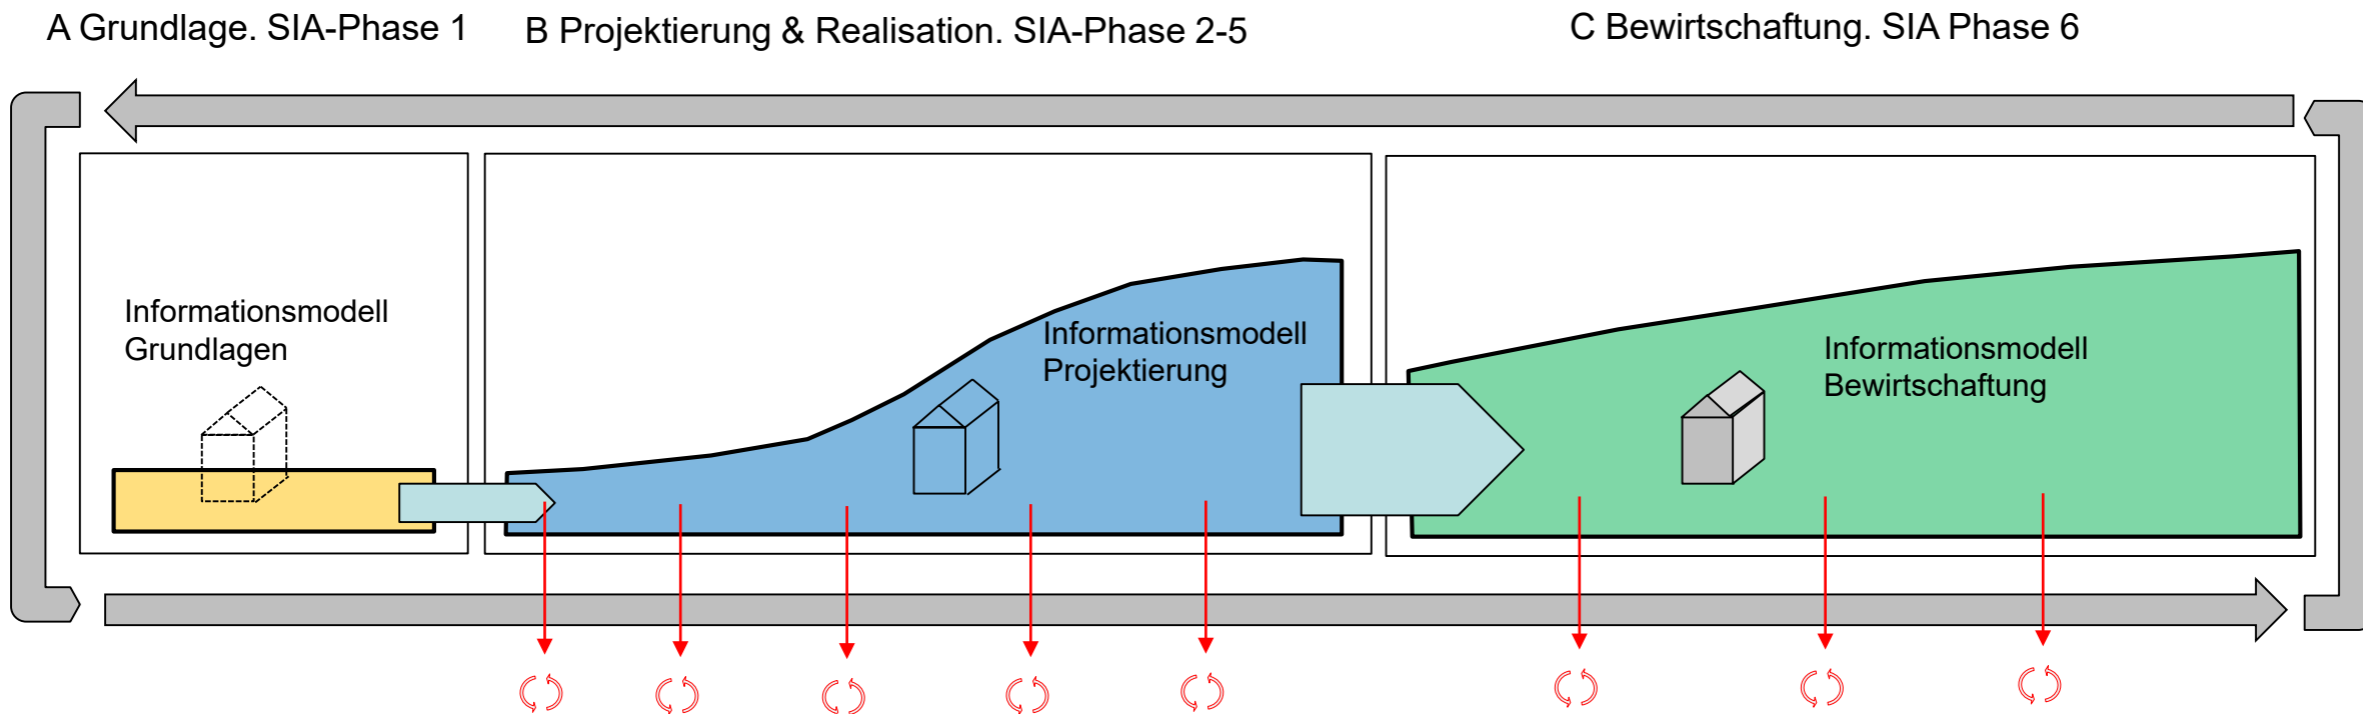 A Grundlage. SIA-Phase 1
B Projektierung & Realisation. SIA-Phase 2-5
C Bewirtschaftung. SIA Phase 6
Informationsmodell
Grundlagen
Informationsmodell
Projektierung
Informationsmodell
Bewirtschaftung